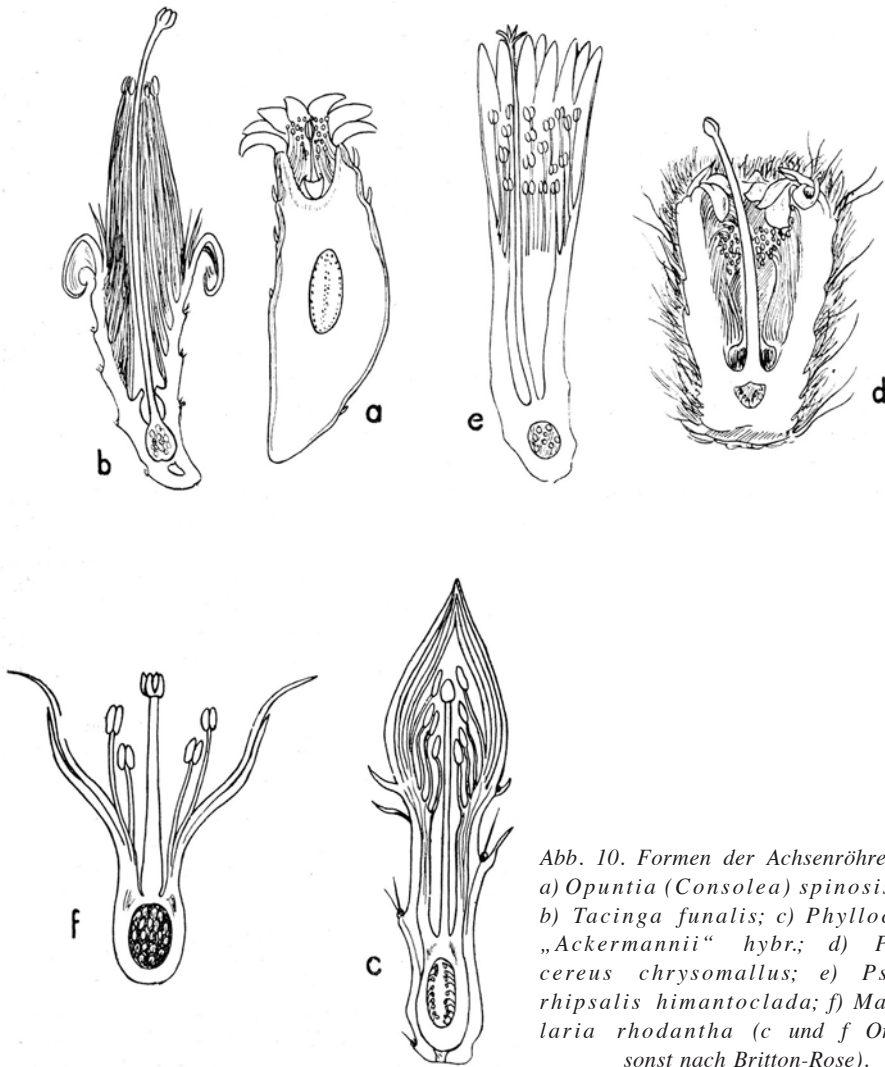 b
a
e
d
f
c
Abb. 10. Formen der Achsenröhre
a) Opuntia (Consolea) spinosis
b) Tacinga funalis; c) Phylloc
„Ackermannii“ hybr.; d) P
cereus chrysomallus; e) Ps
rhipsalis himantoclada; f) Ma
laria rhodantha (c und f Or
sonst nach Britton-Rose).